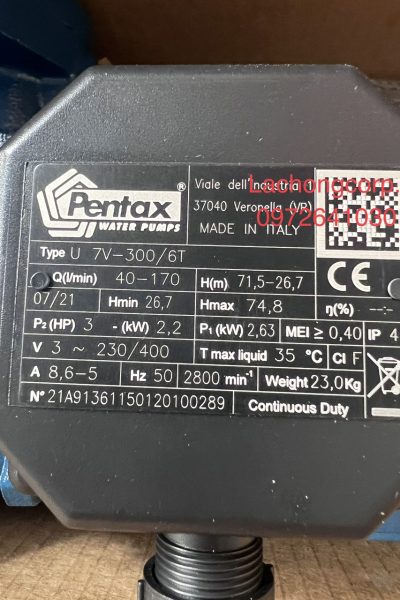 Pentax®
WATER PUMPS
Viale dell'Industria
37040 Veronella (VR)
MADE IN ITALY
Lachongcorp.
0972641080
Type U 7V-300/6T
CE
Q(l/min) 40-170 H(m) 71,5-26,7
07/21 Hmin 26,7 Hmax 74,8 η(%) --·-
P₂(HP) 3 - (kW) 2,2 P₁(kW) 2,63 MEI ≥ 0,40 IP 4
V 3 ~ 230/400 T max liquid 35 °C Cl F
A 8,6-5 Hz 50 2800 min⁻¹ Weight 23,0Kg
N° 21A91361150120100289 Continuous Duty